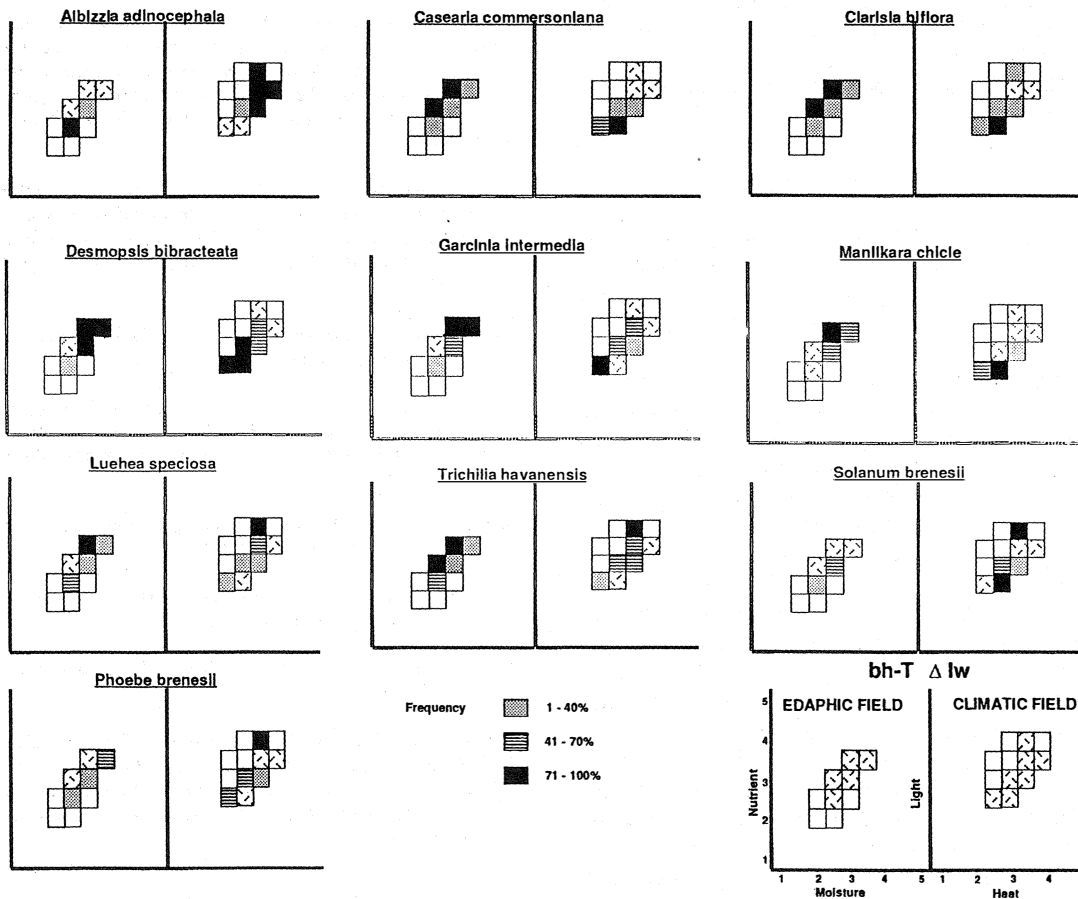 Albizzia adinocephala
Casearia commersoniana
Clarisia biflora
Desmopsis bibracteata
Garcinia intermedia
Manilkara chicle
Luehea speciosa
Trichilia havanensis
Solanum brenesii
Phoebe brenesii
Frequency
1 - 40%
41 - 70%
71 - 100%
bh-T Δ lw
EDAPHIC FIELD
CLIMATIC FIELD
Nutrient
5
4
3
2
1
Light
1 2 3 4 5
Moisture
1 2 3 4
Heat